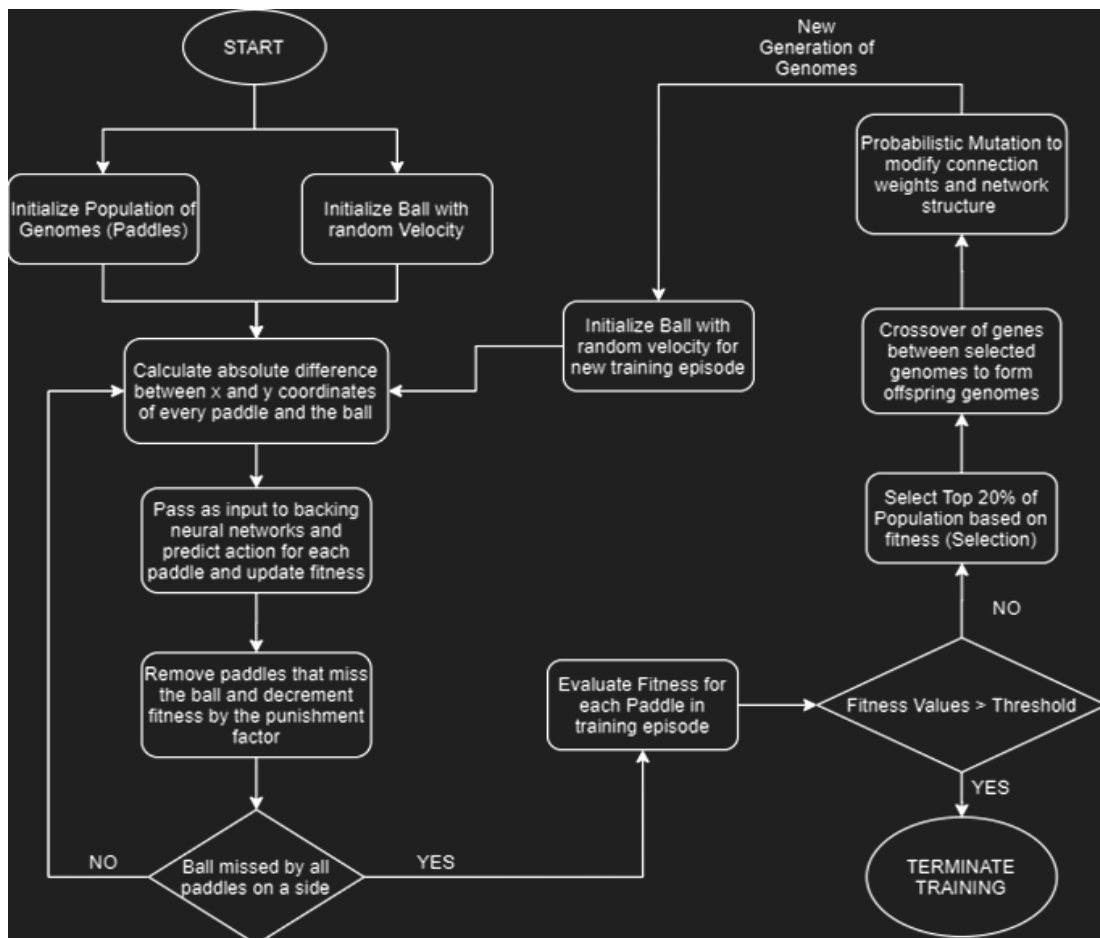 START
Initialize Population of
Genomes (Paddles)
Initialize Ball with
random Velocity
Calculate absolute difference
between x and y coordinates
of every paddle and the ball
Pass as input to backing
neural networks and
predict action for each
paddle and update fitness
Remove paddles that miss
the ball and decrement
fitness by the punishment
factor
Ball missed by all
paddles on a side
NO
YES
Evaluate Fitness for
each Paddle in
training episode
Fitness Values > Threshold
YES
TERMINATE
TRAINING
NO
Select Top 20% of
Population based on
fitness (Selection)
Crossover of genes
between selected
genomes to form
offspring genomes
Probabilistic Mutation to
modify connection
weights and network
structure
New
Generation of
Genomes
Initialize Ball with
random velocity for
new training episode